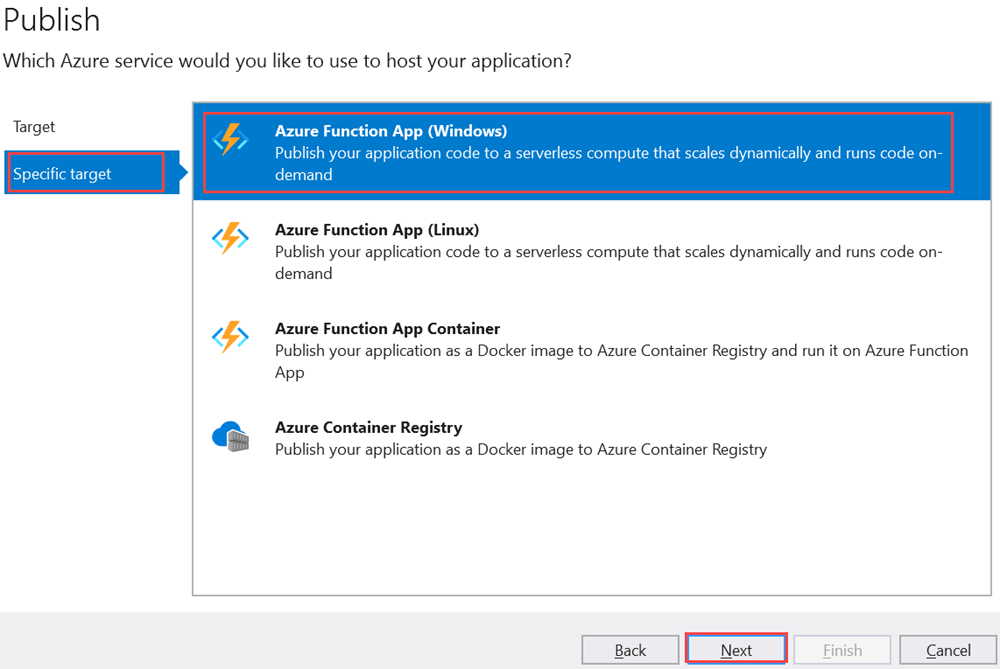 Publish
Which Azure service would you like to use to host your application?
Target
Specific target
Azure Function App (Windows)
Publish your application code to a serverless compute that scales dynamically and runs code on-
demand
Azure Function App (Linux)
Publish your application code to a serverless compute that scales dynamically and runs code on-
demand
Azure Function App Container
Publish your application as a Docker image to Azure Container Registry and run it on Azure Function
App
Azure Container Registry
Publish your application as a Docker image to Azure Container Registry
Back
Next
Finish
Cancel